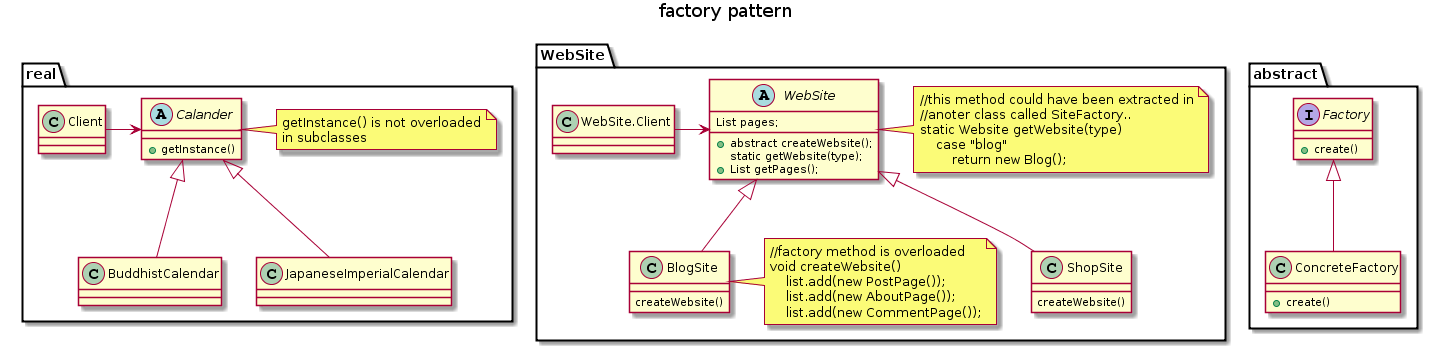 factory pattern
real
C Client
A Calander
getInstance()
getInstance() is not overloaded
in subclasses
C BuddhistCalendar
C JapaneseImperialCalendar
WebSite
C WebSite.Client
A WebSite
List pages;
abstract createWebsite();
static getWebsite(type);
List getPages();
//this method could have been extracted in
//anoter class called SiteFactory..
static Website getWebsite(type)
case "blog"
return new Blog();
C BlogSite
createWebsite()
//factory method is overloaded
void createWebsite()
list.add(new PostPage());
list.add(new AboutPage());
list.add(new CommentPage());
C ShopSite
createWebsite()
abstract
I Factory
create()
C ConcreteFactory
create()